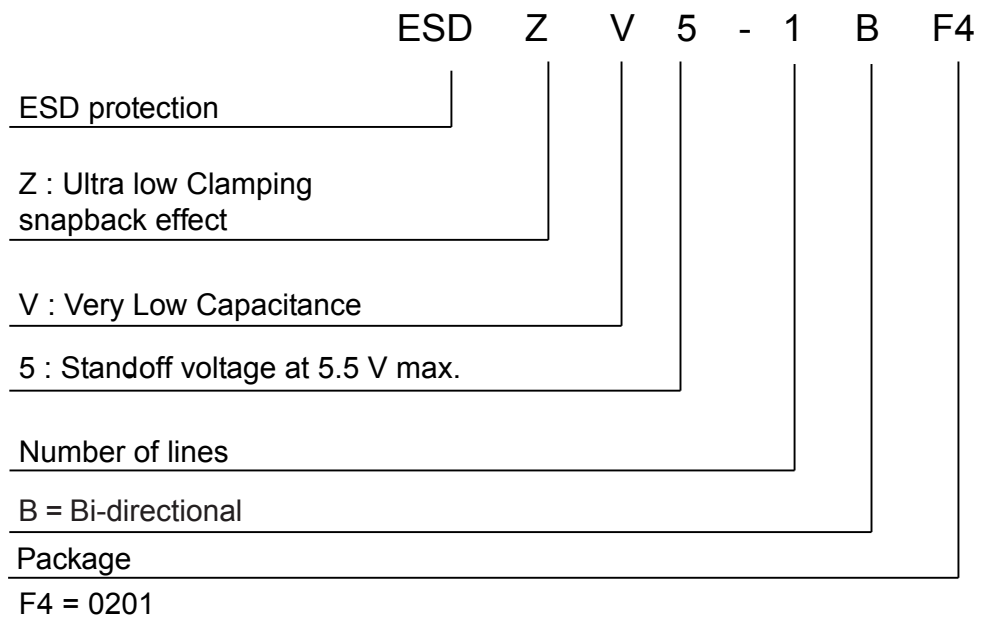 ESD Z V 5 - 1 B F4
ESD protection
Z : Ultra low Clamping
snapback effect
V : Very Low Capacitance
5 : Standoff voltage at 5.5 V max.
Number of lines
B = Bi-directional
Package
F4 = 0201